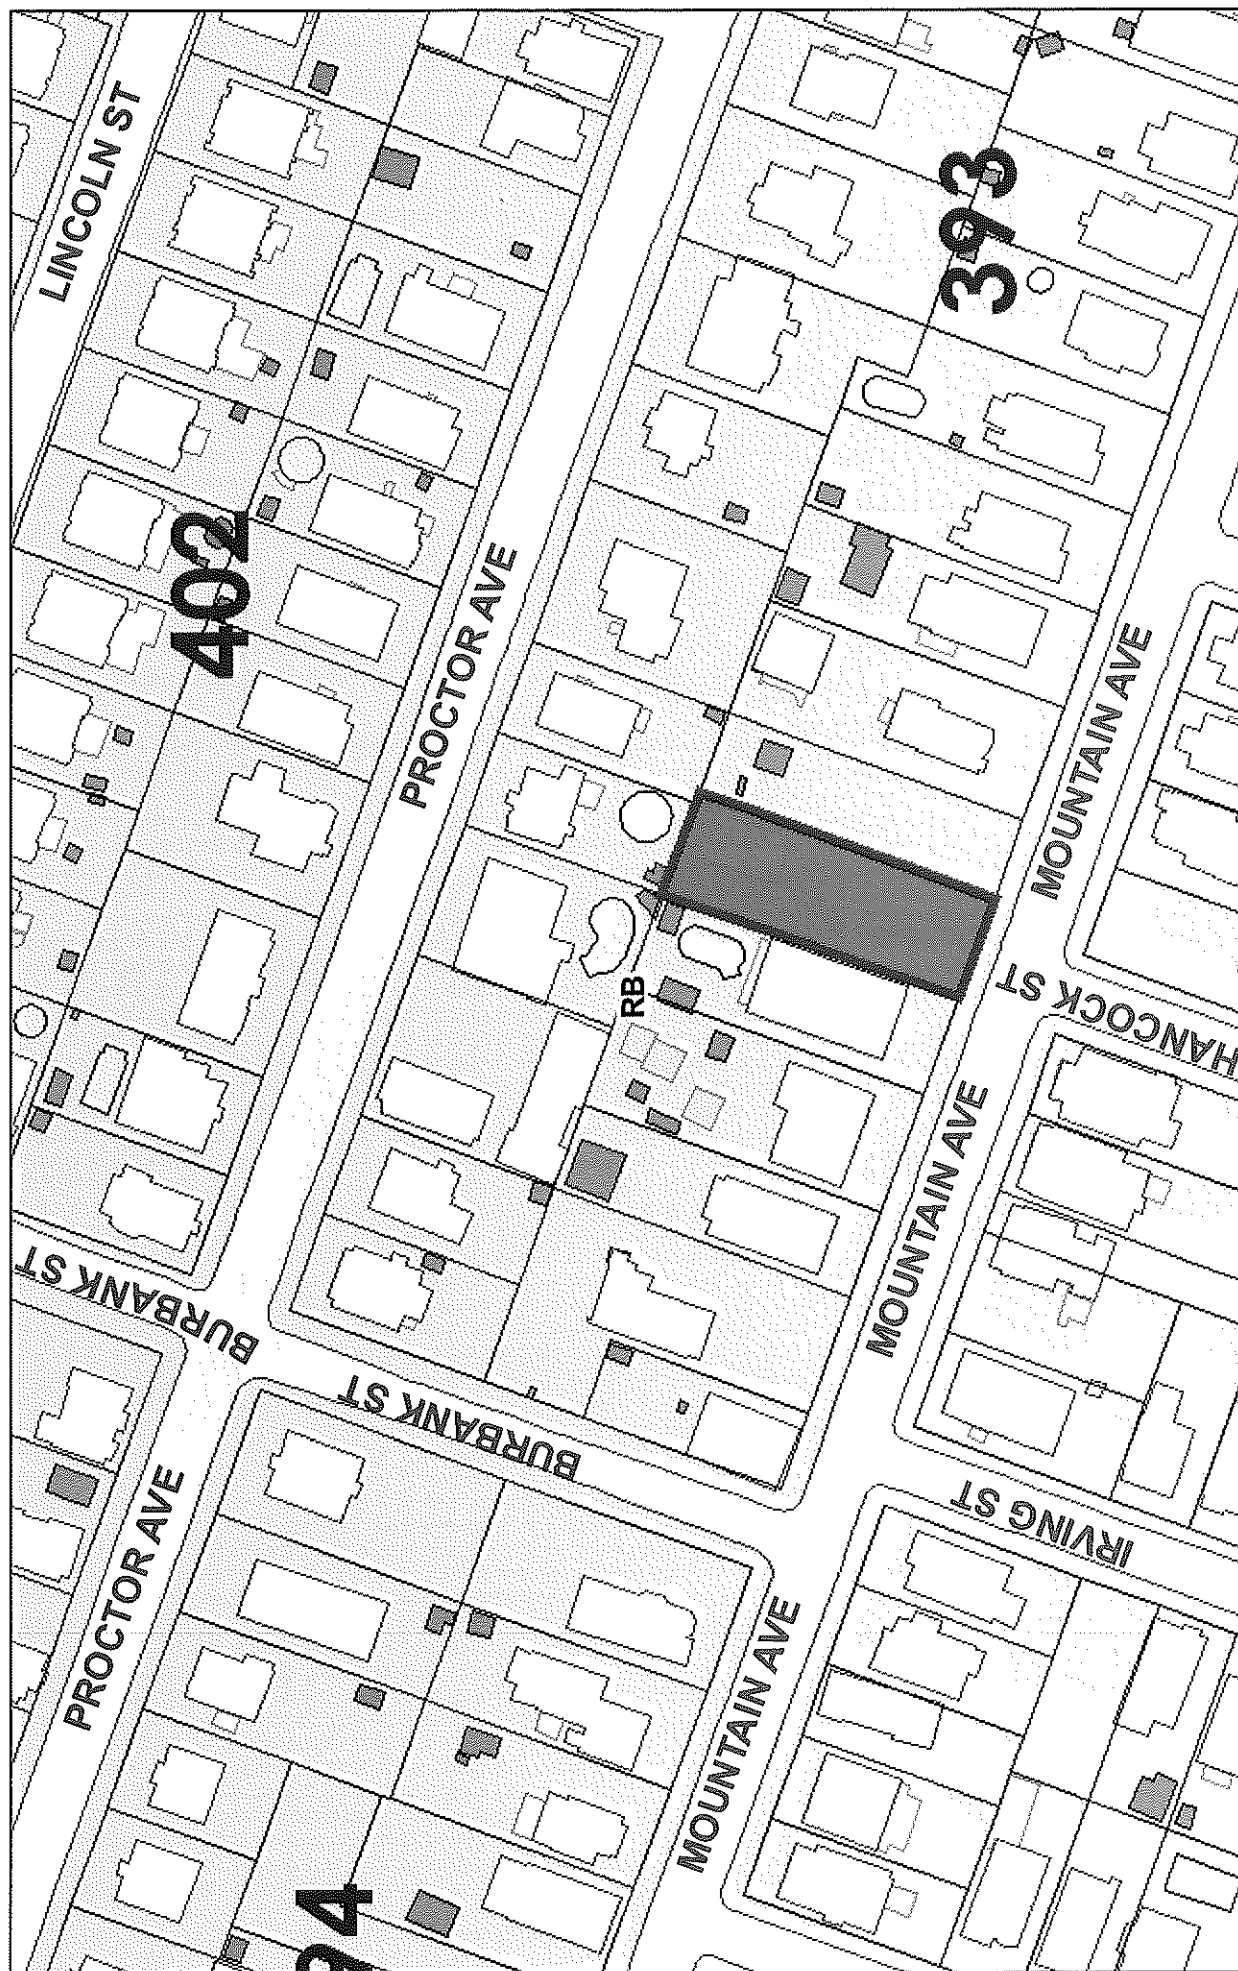 LINCOLN ST
393
402
PROCTOR AVE
MOUNTAIN AVE
MOUNTAIN AVE
HANCOCK ST
RB
BURBANK ST
BURBANK ST
MOUNTAIN AVE
IRVING ST
PROCTOR AVE
94